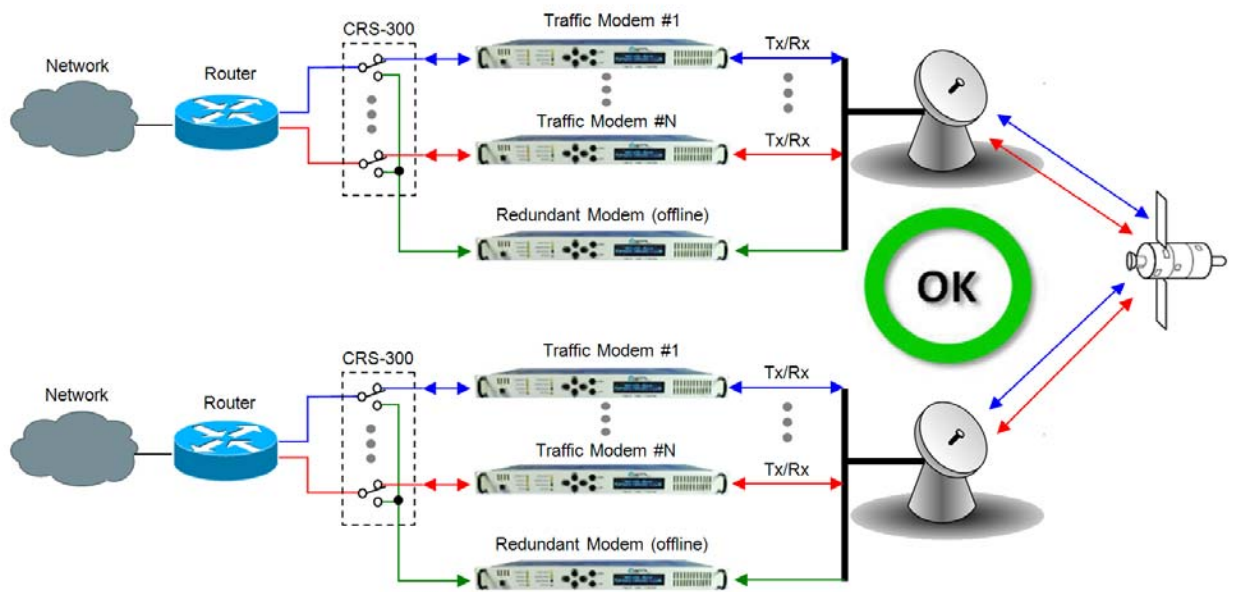 Traffic Modem #1
CRS-300
Tx/Rx
Network
Router
Traffic Modem #N
Tx/Rx
Redundant Modem (offline)
OK
Traffic Modem #1
CRS-300
Tx/Rx
Network
Router
Traffic Modem #N
Tx/Rx
Redundant Modem (offline)